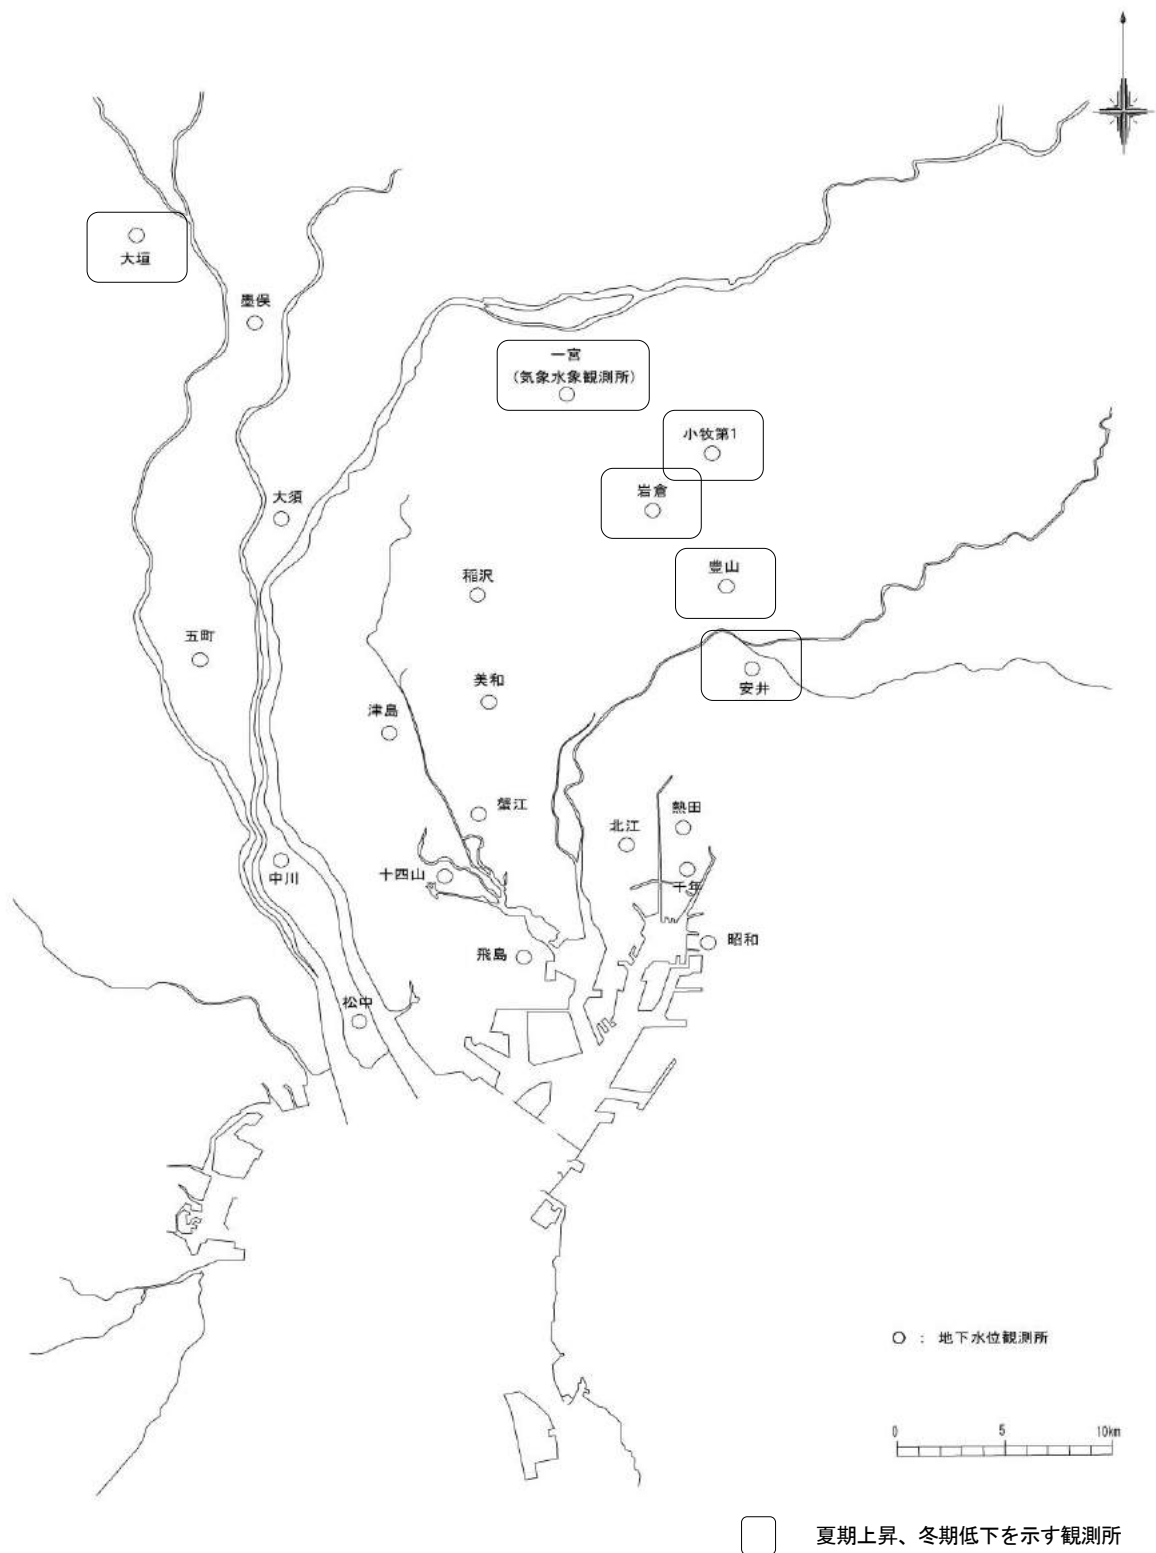 大垣
墨俣
一宮
(気象水象観測所)
小牧第1
岩倉
大須
豊山
稲沢
五町
安井
美和
津島
蟹江
熱田
北江
中川
十四山
千年
昭和
飛島
松中
○ : 地下水位観測所
0 5 10km
夏期上昇、冬期低下を示す観測所